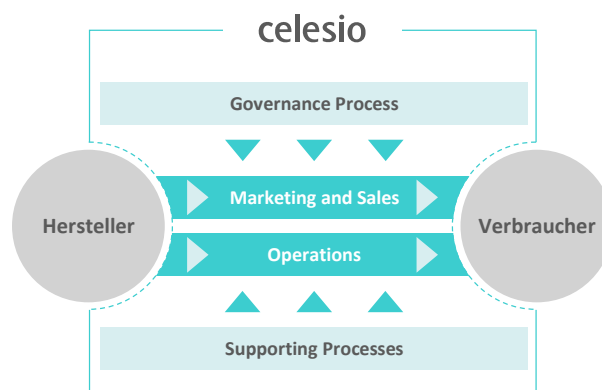 celesio
Governance Process
Marketing and Sales
Hersteller
Verbraucher
Operations
Supporting Processes